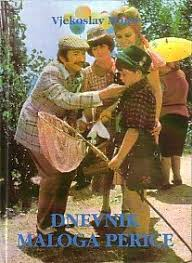 Vjekoslav Majer
DNEVNIK
MALOGA PERICE